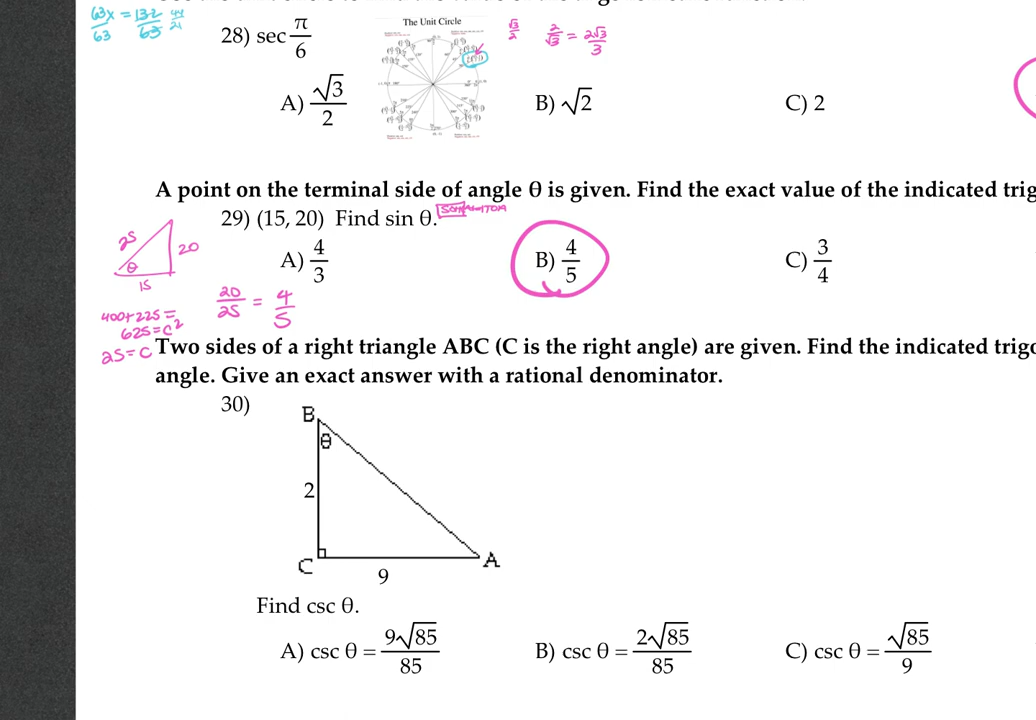 63x = 132 44
63 63 21
28) sec π/6
The Unit Circle
√3/2 2/√3 = 2√3/3
A) √3/2 B) √2 C) 2
A point on the terminal side of angle θ is given. Find the exact value of the indicated trig
29) (15, 20) Find sin θ.
25 20
θ
15
A) 4/3 B) 4/5 C) 3/4
20/25 = 4/5
400+225=
625=c²
25=c
Two sides of a right triangle ABC (C is the right angle) are given. Find the indicated trigo
angle. Give an exact answer with a rational denominator.
30)
B
θ
2
C A
9
Find csc θ.
A) csc θ = 9√85/85 B) csc θ = 2√85/85 C) csc θ = √85/9